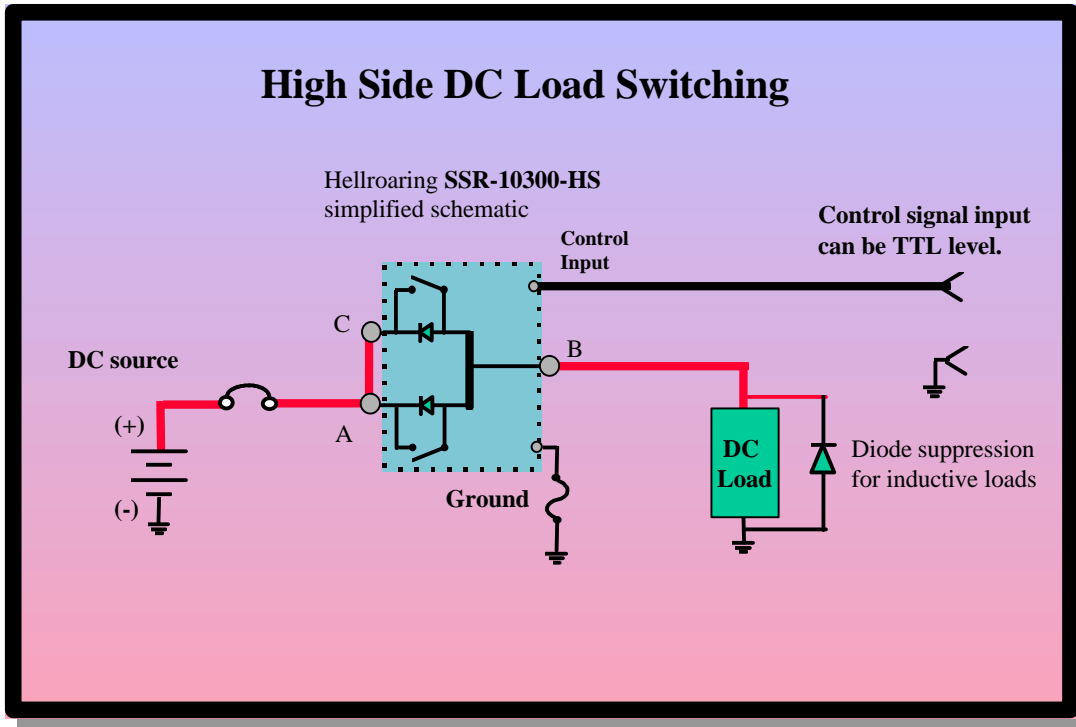 High Side DC Load Switching
Hellroaring SSR-10300-HS
simplified schematic
Control
Input
Control signal input
can be TTL level.
C
B
DC source
A
(+)
(-)
Ground
DC
Load
Diode suppression
for inductive loads